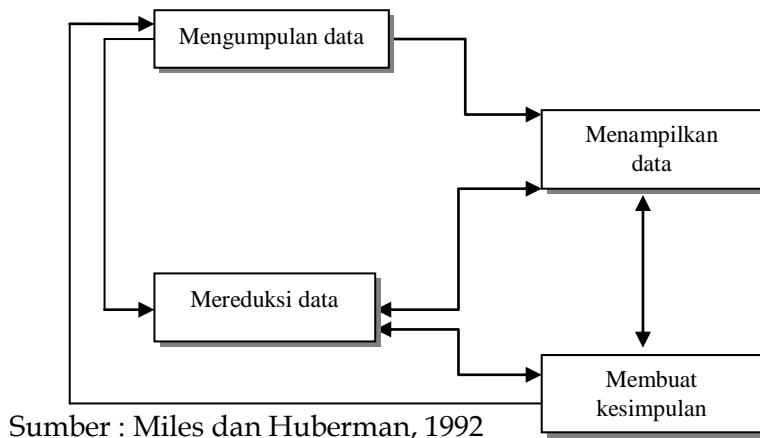 Mengumpulan data
Menampilkan
data
Mereduksi data
Membuat
kesimpulan
Sumber : Miles dan Huberman, 1992